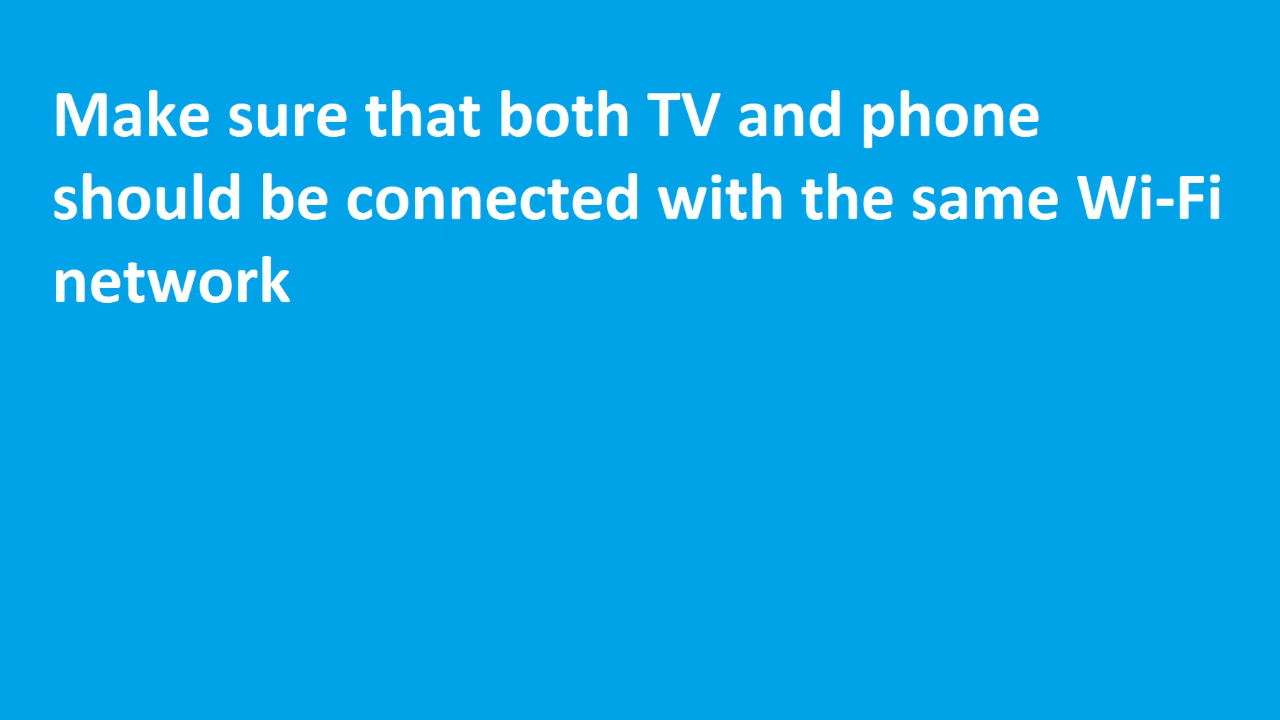 Make sure that both TV and phone
should be connected with the same Wi-Fi
network